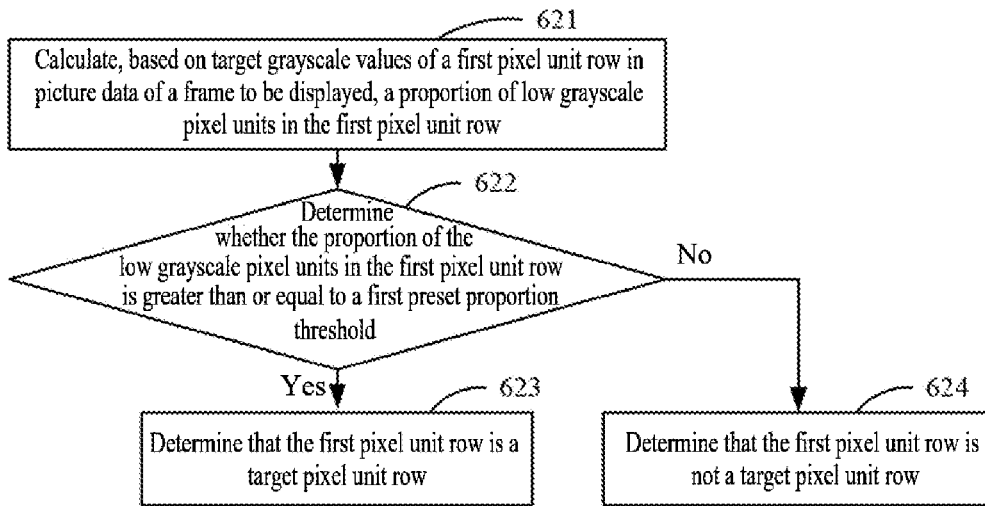 621
Calculate, based on target grayscale values of a first pixel unit row in
picture data of a frame to be displayed, a proportion of low grayscale
pixel units in the first pixel unit row
622
Determine
whether the proportion of the
low grayscale pixel units in the first pixel unit row
is greater than or equal to a first preset proportion
threshold
No
Yes
623
Determine that the first pixel unit row is a
target pixel unit row
624
Determine that the first pixel unit row is
not a target pixel unit row